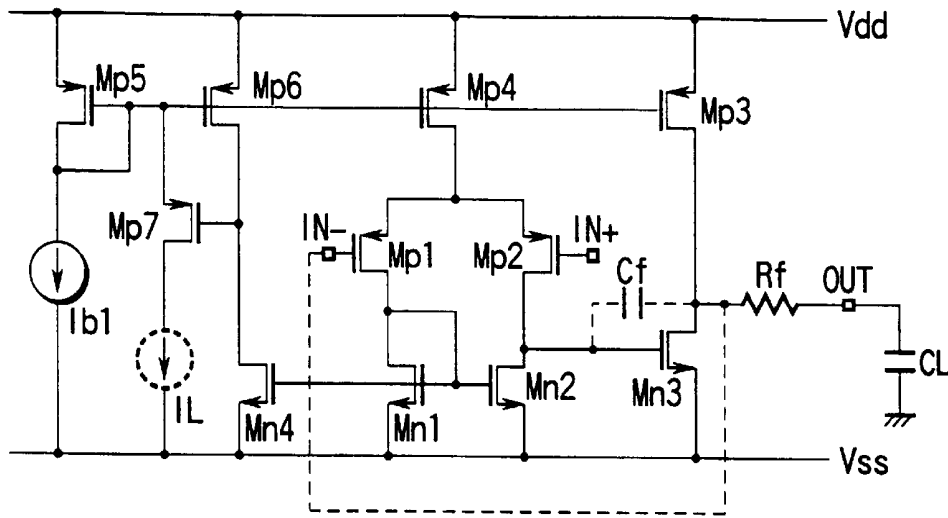 Vdd
Mp5
Mp6
Mp4
Mp3
Mp7
IN-
Mp1
Mp2
IN+
Cf
Rf
OUT
Ib1
IL
Mn4
Mn1
Mn2
Mn3
CL
Vss